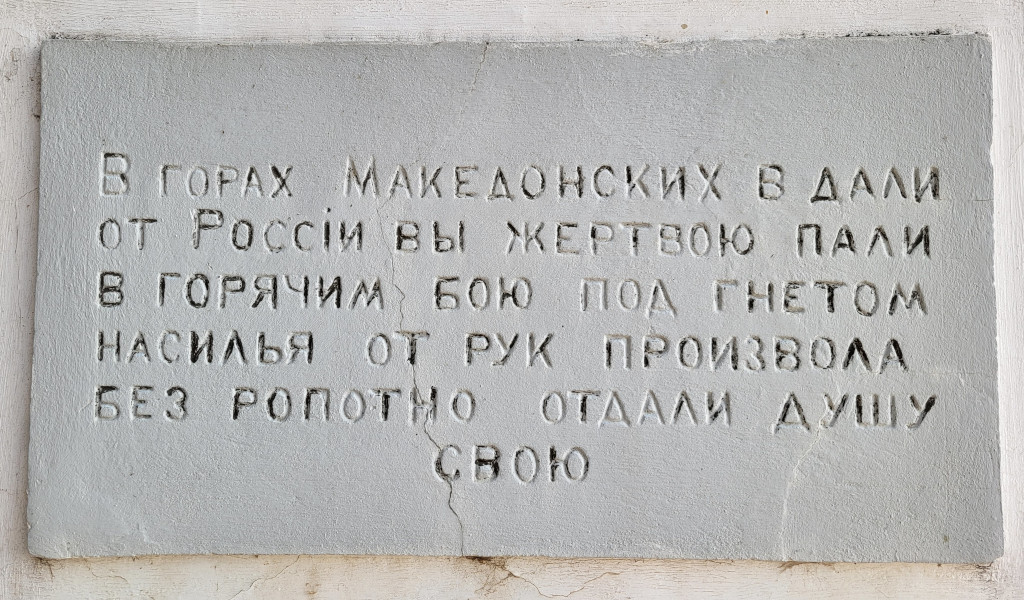 В горах Македонских в дали
от Россіи вы жертвою пали
в горячим бою под гнетом
насилья от рук произвола
без ропотно отдали душу
свою